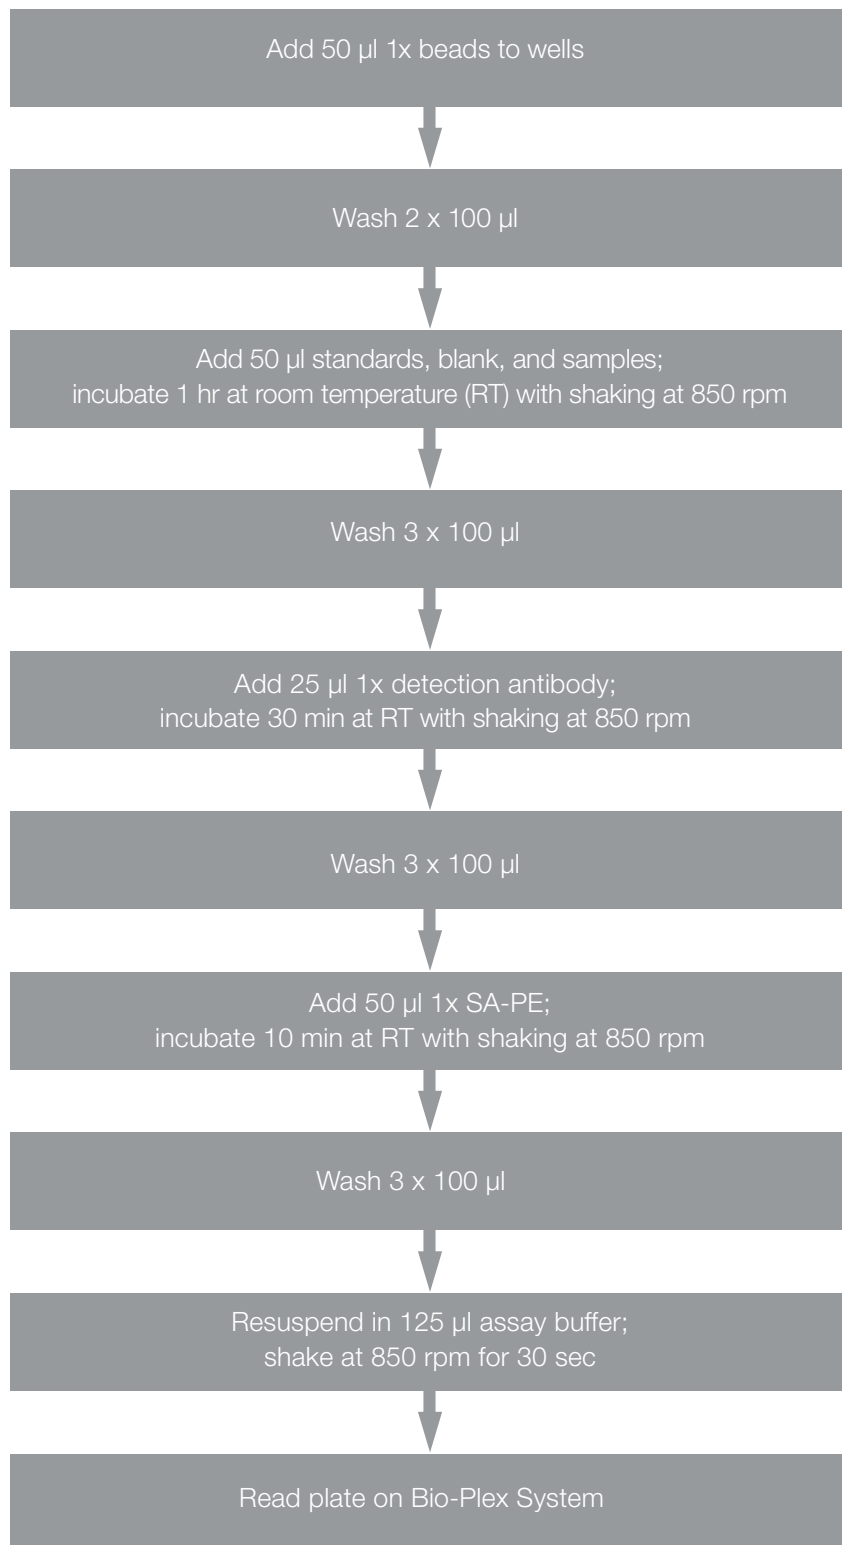 Add 50 µl 1x beads to wells
Wash 2 x 100 µl
Add 50 µl standards, blank, and samples;
incubate 1 hr at room temperature (RT) with shaking at 850 rpm
Wash 3 x 100 µl
Add 25 µl 1x detection antibody;
incubate 30 min at RT with shaking at 850 rpm
Wash 3 x 100 µl
Add 50 µl 1x SA-PE;
incubate 10 min at RT with shaking at 850 rpm
Wash 3 x 100 µl
Resuspend in 125 µl assay buffer;
shake at 850 rpm for 30 sec
Read plate on Bio-Plex System